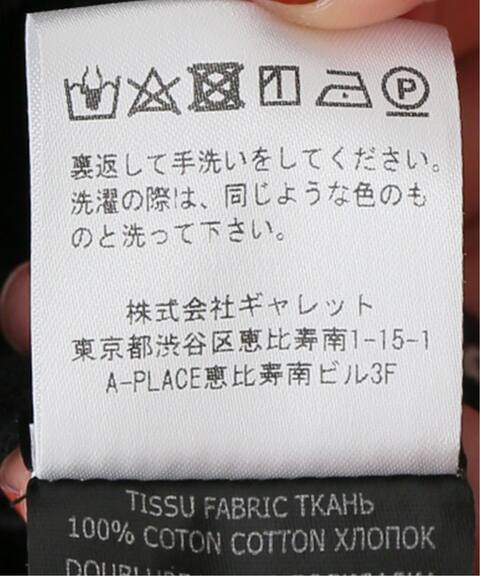 P
裏返して手洗いをしてください。
洗濯の際は、同じような色のも
のと洗って下さい。
株式会社ギャレット
東京都渋谷区恵比寿南1-15-1
A-PLACE恵比寿南ビル3F
TISSU FABRIC ТКАНЬ
100% COTON COTTON ХЛОПОК